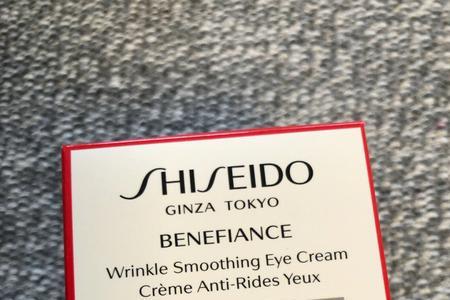 SHISEIDO
GINZA TOKYO
BENEFIANCE
Wrinkle Smoothing Eye Cream
Crème Anti-Rides Yeux